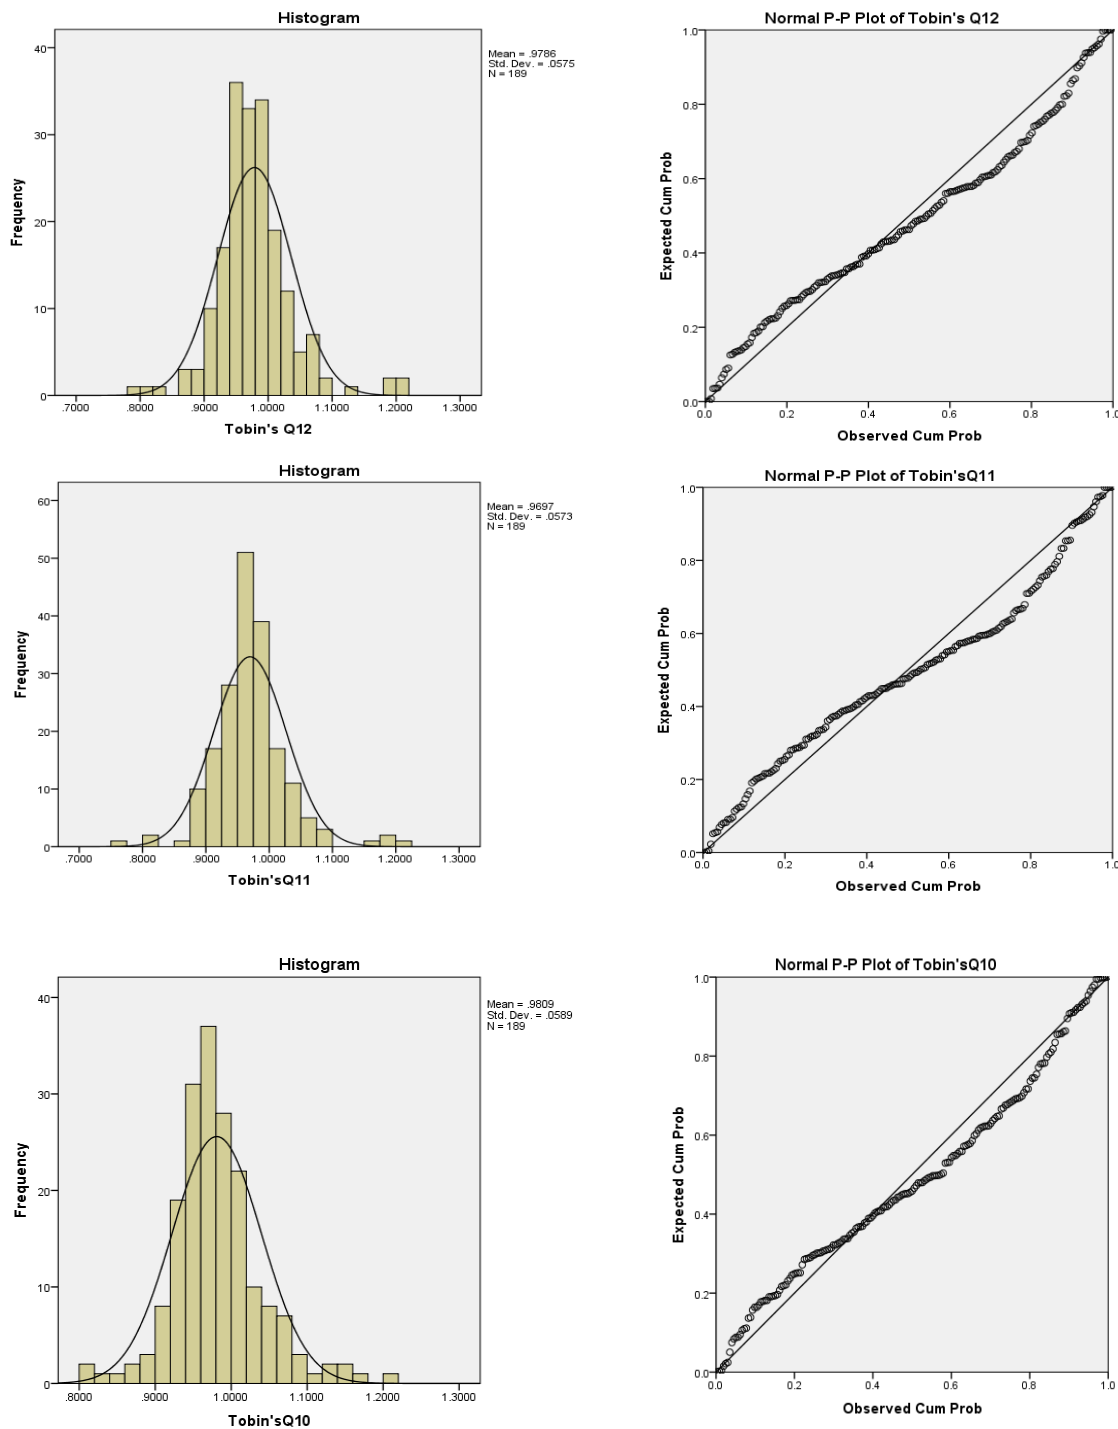 Histogram
Mean = .9786
Std. Dev. = .0575
N = 189
40
30
20
10
0
Frequency
.7000 .8000 .9000 1.0000 1.1000 1.2000 1.3000
Tobin's Q12
Normal P-P Plot of Tobin's Q12
1.0
0.8
0.6
0.4
0.2
0.0
Expected Cum Prob
0.0 0.2 0.4 0.6 0.8 1.0
Observed Cum Prob
Histogram
Mean = .9697
Std. Dev. = .0573
N = 189
60
50
40
30
20
10
0
Frequency
.7000 .8000 .9000 1.0000 1.1000 1.2000 1.3000
Tobin'sQ11
Normal P-P Plot of Tobin'sQ11
1.0
0.8
0.6
0.4
0.2
0.0
Expected Cum Prob
0.0 0.2 0.4 0.6 0.8 1.0
Observed Cum Prob
Histogram
Mean = .9809
Std. Dev. = .0589
N = 189
40
30
20
10
0
Frequency
.8000 .9000 1.0000 1.1000 1.2000 1.3000
Tobin'sQ10
Normal P-P Plot of Tobin'sQ10
1.0
0.8
0.6
0.4
0.2
0.0
Expected Cum Prob
0.0 0.2 0.4 0.6 0.8 1.0
Observed Cum Prob